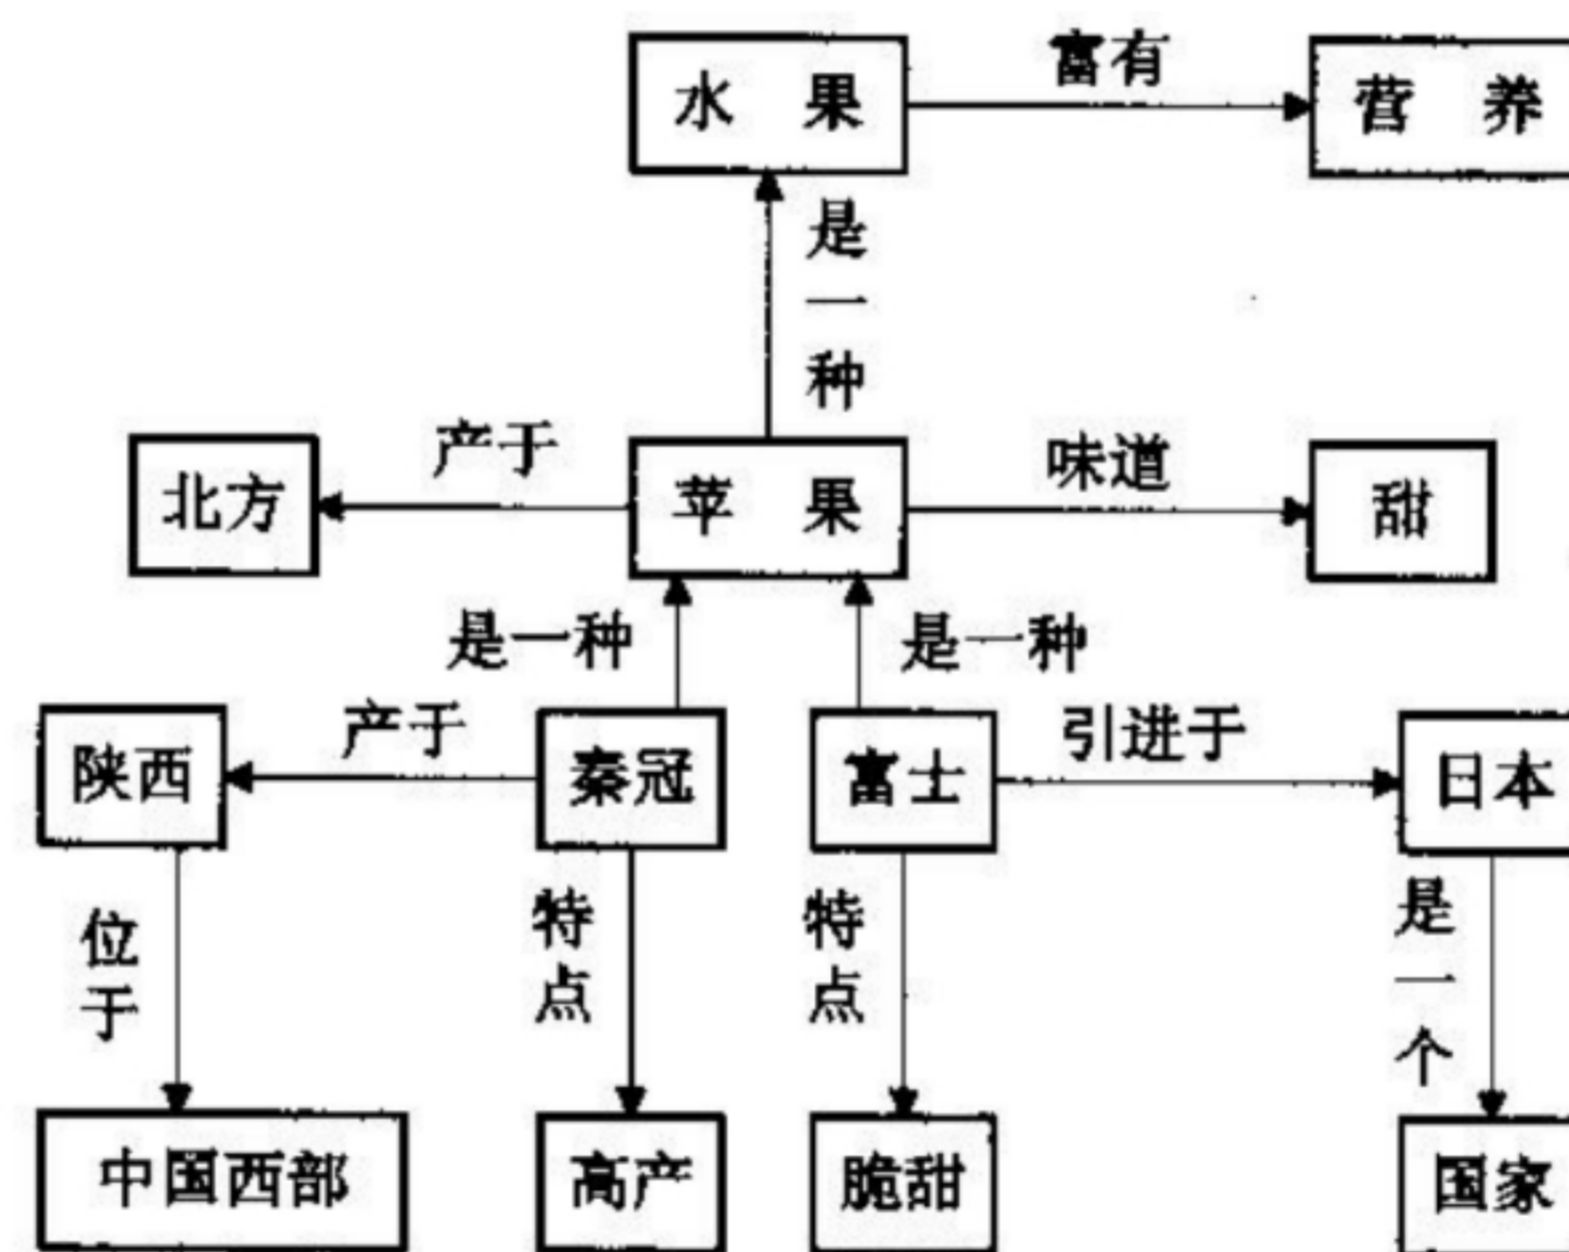 富有
水 果
营 养
是一种
产于
味道
北方
苹 果
甜
是一种
是一种
产于
引进于
陕西
秦冠
富士
日本
位于
特点
特点
是一个
中国西部
高产
脆甜
国家